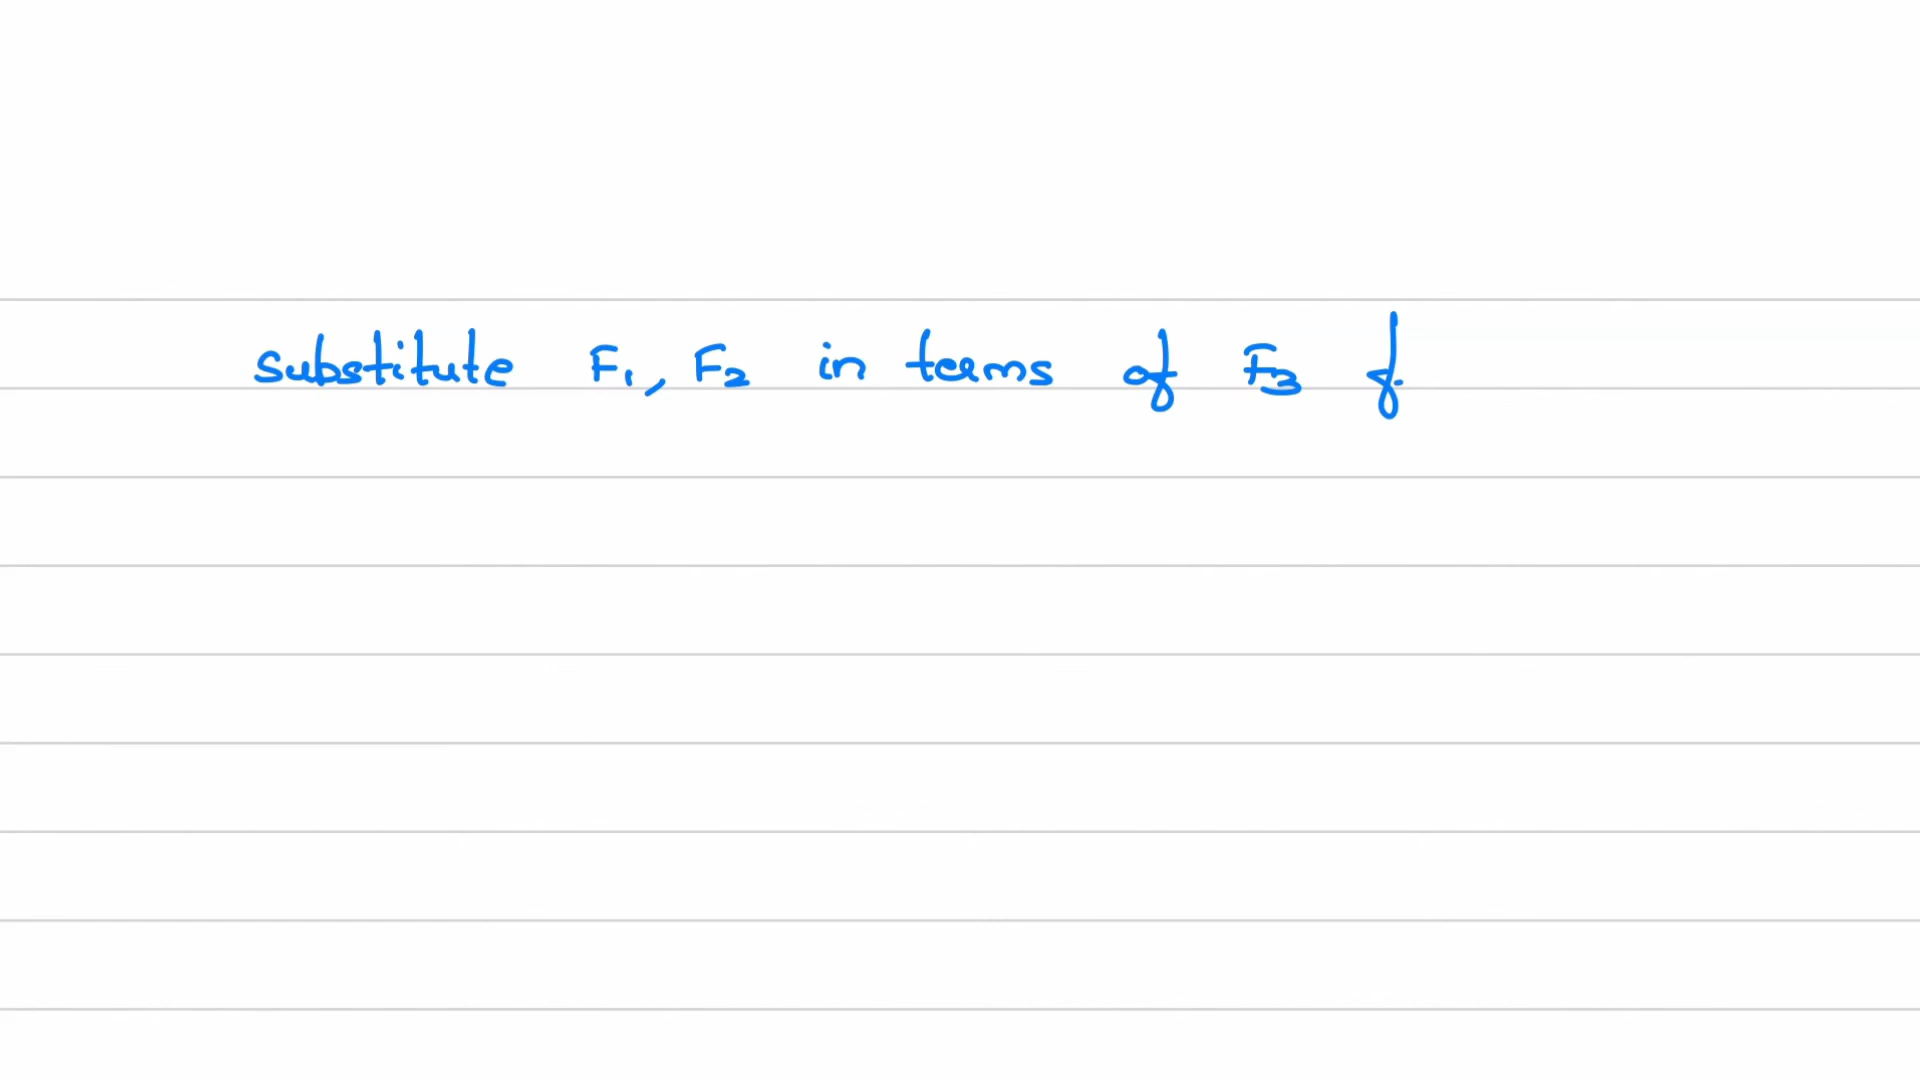 substitute F₁, F₂ in terms of F₃ f